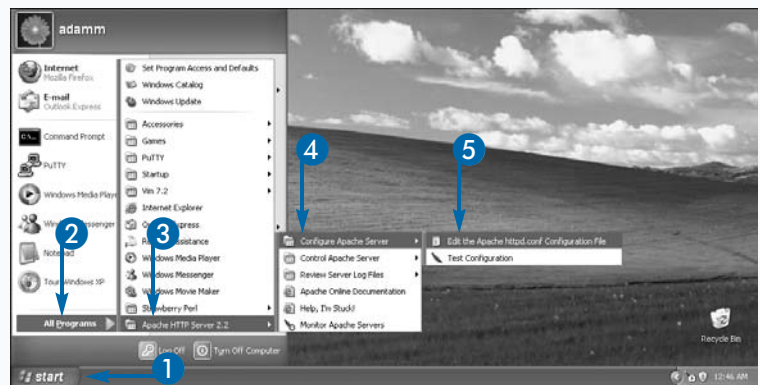 adamm
Internet
Mozilla Firefox
E-mail
Outlook Express
Command Prompt
PuTTY
Windows Media Playe
Messenger
Tour Windows XP
All Programs
Set Program Access and Defaults
Windows Catalog
Windows Update
Accessories
Games
PuTTY
Startup
Vim 7.2
Internet Explorer
Express
Assistance
Windows Media Player
Windows Messenger
Windows Movie Maker
Strawberry Perl
Apache HTTP Server 2.2
Configure Apache Server
Control Apache Server
Review Server Log Files
Apache Online Documentation
Help, I'm Stuck!
Monitor Apache Servers
Edit the Apache httpd.conf Configuration File
Test Configuration
Log Off
Turn Off Computer
Recycle Bin
start
12:46 AM
1
2
3
4
5